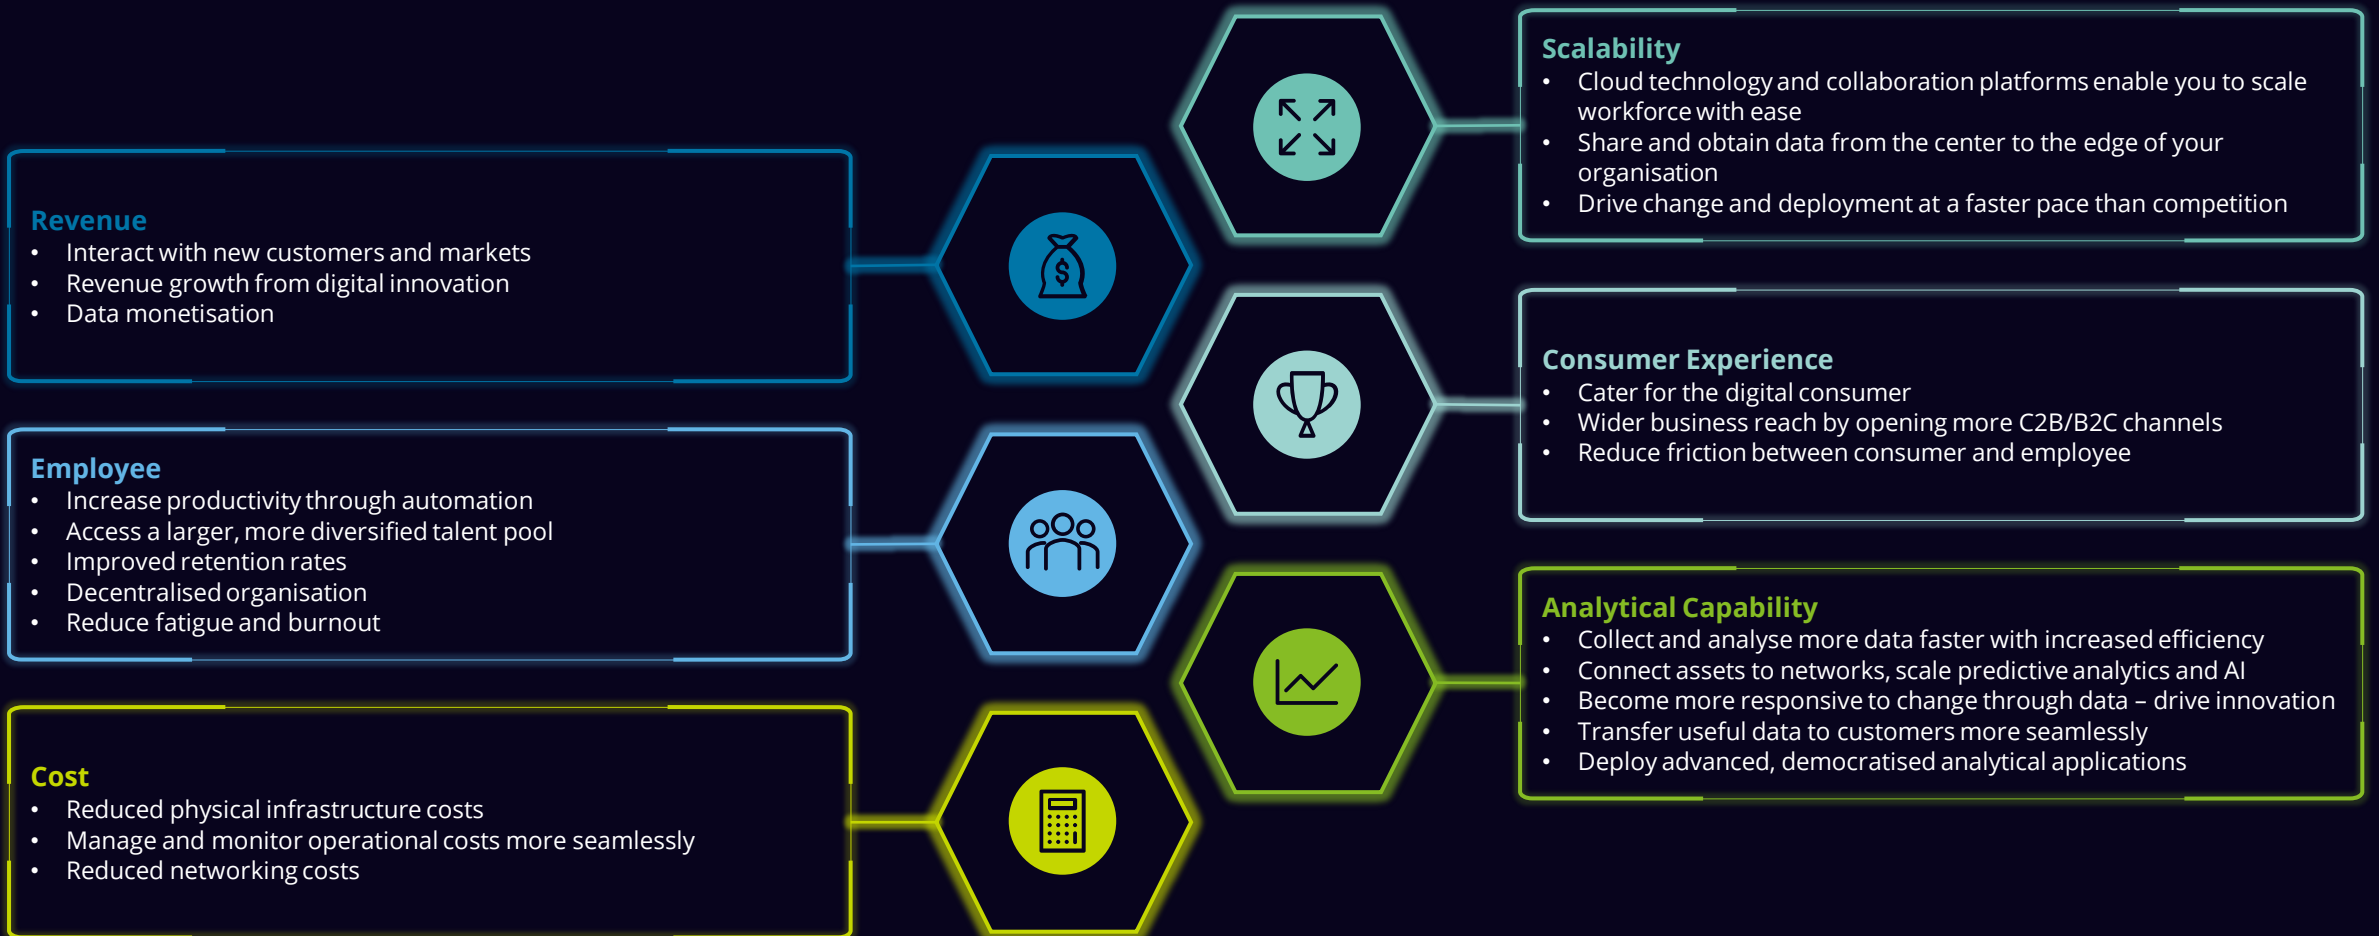 Revenue
• Interact with new customers and markets
• Revenue growth from digital innovation
• Data monetisation
Employee
• Increase productivity through automation
• Access a larger, more diversified talent pool
• Improved retention rates
• Decentralised organisation
• Reduce fatigue and burnout
Cost
• Reduced physical infrastructure costs
• Manage and monitor operational costs more seamlessly
• Reduced networking costs
$
Scalability
• Cloud technology and collaboration platforms enable you to scale
workforce with ease
• Share and obtain data from the center to the edge of your
organisation
• Drive change and deployment at a faster pace than competition
Consumer Experience
• Cater for the digital consumer
• Wider business reach by opening more C2B/B2C channels
• Reduce friction between consumer and employee
Analytical Capability
• Collect and analyse more data faster with increased efficiency
• Connect assets to networks, scale predictive analytics and AI
• Become more responsive to change through data – drive innovation
• Transfer useful data to customers more seamlessly
• Deploy advanced, democratised analytical applications